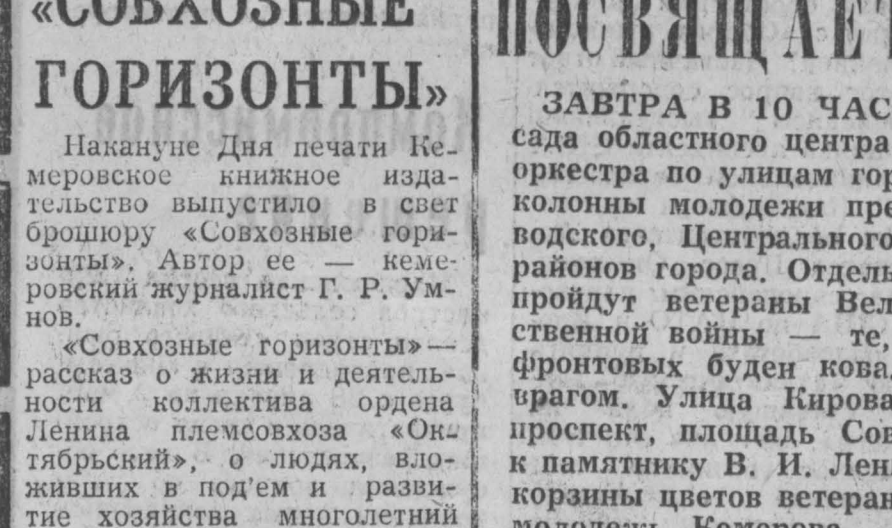 «СОВХОЗНЫЕ
ГОРИЗОНТЫ»
Накануне Дня печати Ке-
меровское книжное изда-
тельство выпустило в свет
брошюру «Совхозные гори-
зонты». Автор ее — кеме-
ровский журналист Г. Р. Ум-
нов.
«Совхозные горизонты» —
рассказ о жизни и деятель-
ности коллектива ордена
Ленина племсовхоза «Ок-
тябрьский», о людях, вло-
живших в под'ем и разви-
тие хозяйства многолетний
ПОСВЯЩАЕТ
ЗАВТРА В 10 ЧАС
сада областного центра
оркестра по улицам гор
колонны молодежи пре
водского, Центрального
районов города. Отдель
пройдут ветераны Вел
ственной войны — те,
фронтовых буден кова
врагом. Улица Кирова
проспект, площадь Сов
к памятнику В. И. Лен
корзины цветов ветеран
молодежи Кемерова